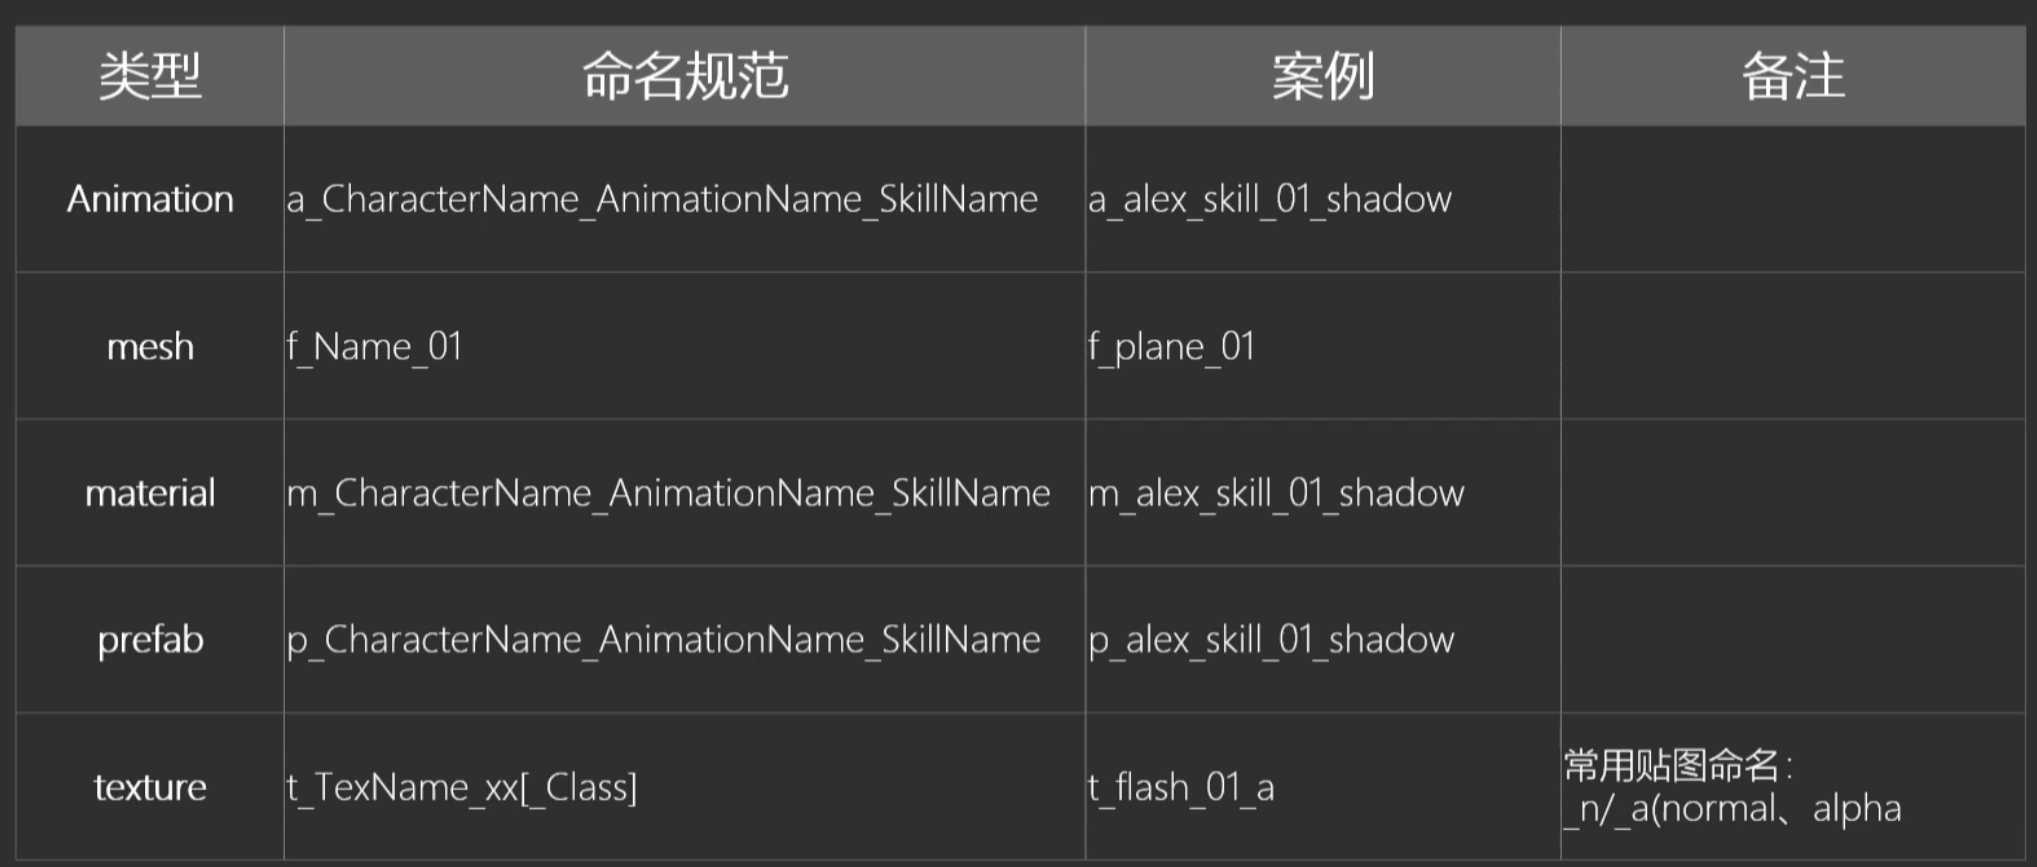 类型 命名规范 案例 备注
Animation a_CharacterName_AnimationName_SkillName a_alex_skill_01_shadow
mesh f_Name_01 f_plane_01
material m_CharacterName_AnimationName_SkillName m_alex_skill_01_shadow
prefab p_CharacterName_AnimationName_SkillName p_alex_skill_01_shadow
texture t_TexName_xx[_Class] t_flash_01_a 常用贴图命名：
_n/_a(normal、alpha